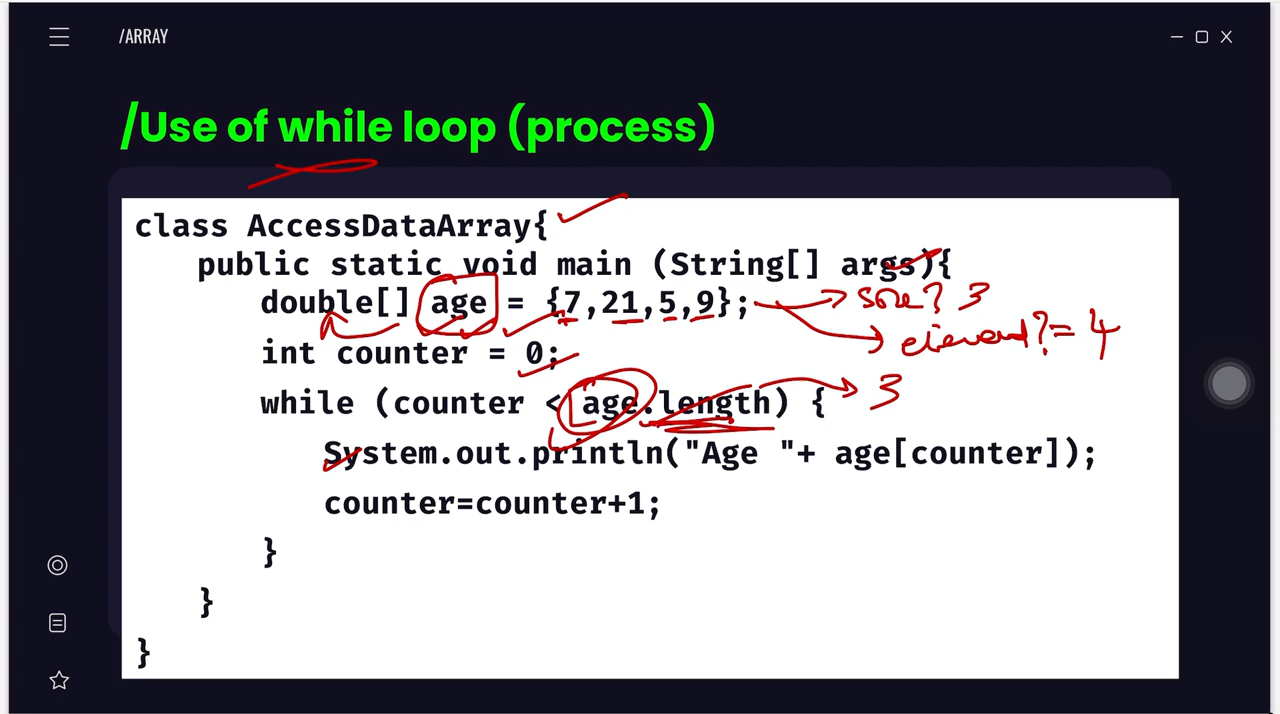 /ARRAY
/Use of while loop (process)
class AccessDataArray{
public static void main (String[] args){
double[] age = {7,21,5,9}; size? 3
element? = 4
int counter = 0;
while (counter < age.length) { 3
System.out.println("Age "+ age[counter]);
counter=counter+1;
}
}
}